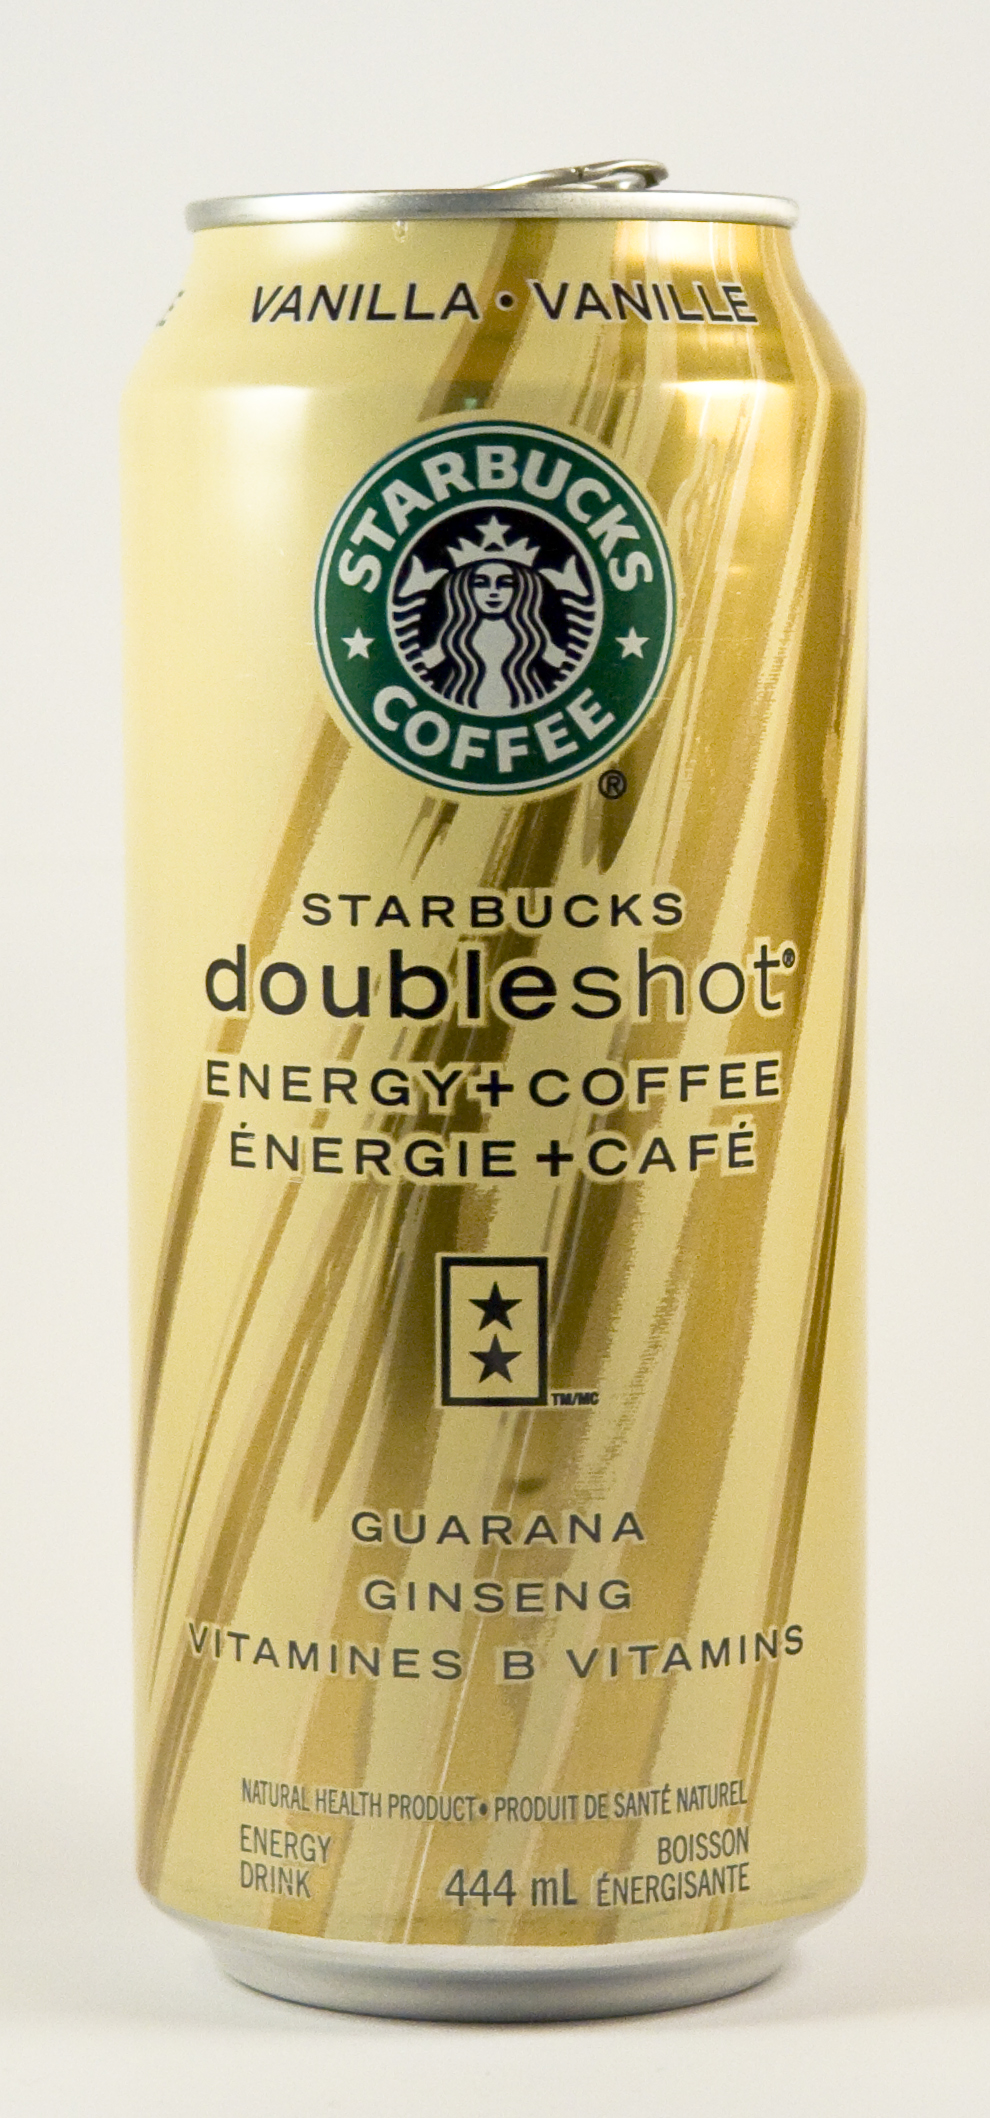 VANILLA • VANILLE
STARBUCKS
COFFEE
®
STARBUCKS
doubleshot®
ENERGY+COFFEE
ÉNERGIE+CAFÉ
TM/MC
GUARANA
GINSENG
VITAMINES B VITAMINS
NATURAL HEALTH PRODUCT • PRODUIT DE SANTÉ NATUREL
ENERGY BOISSON
DRINK 444 mL ÉNERGISANTE